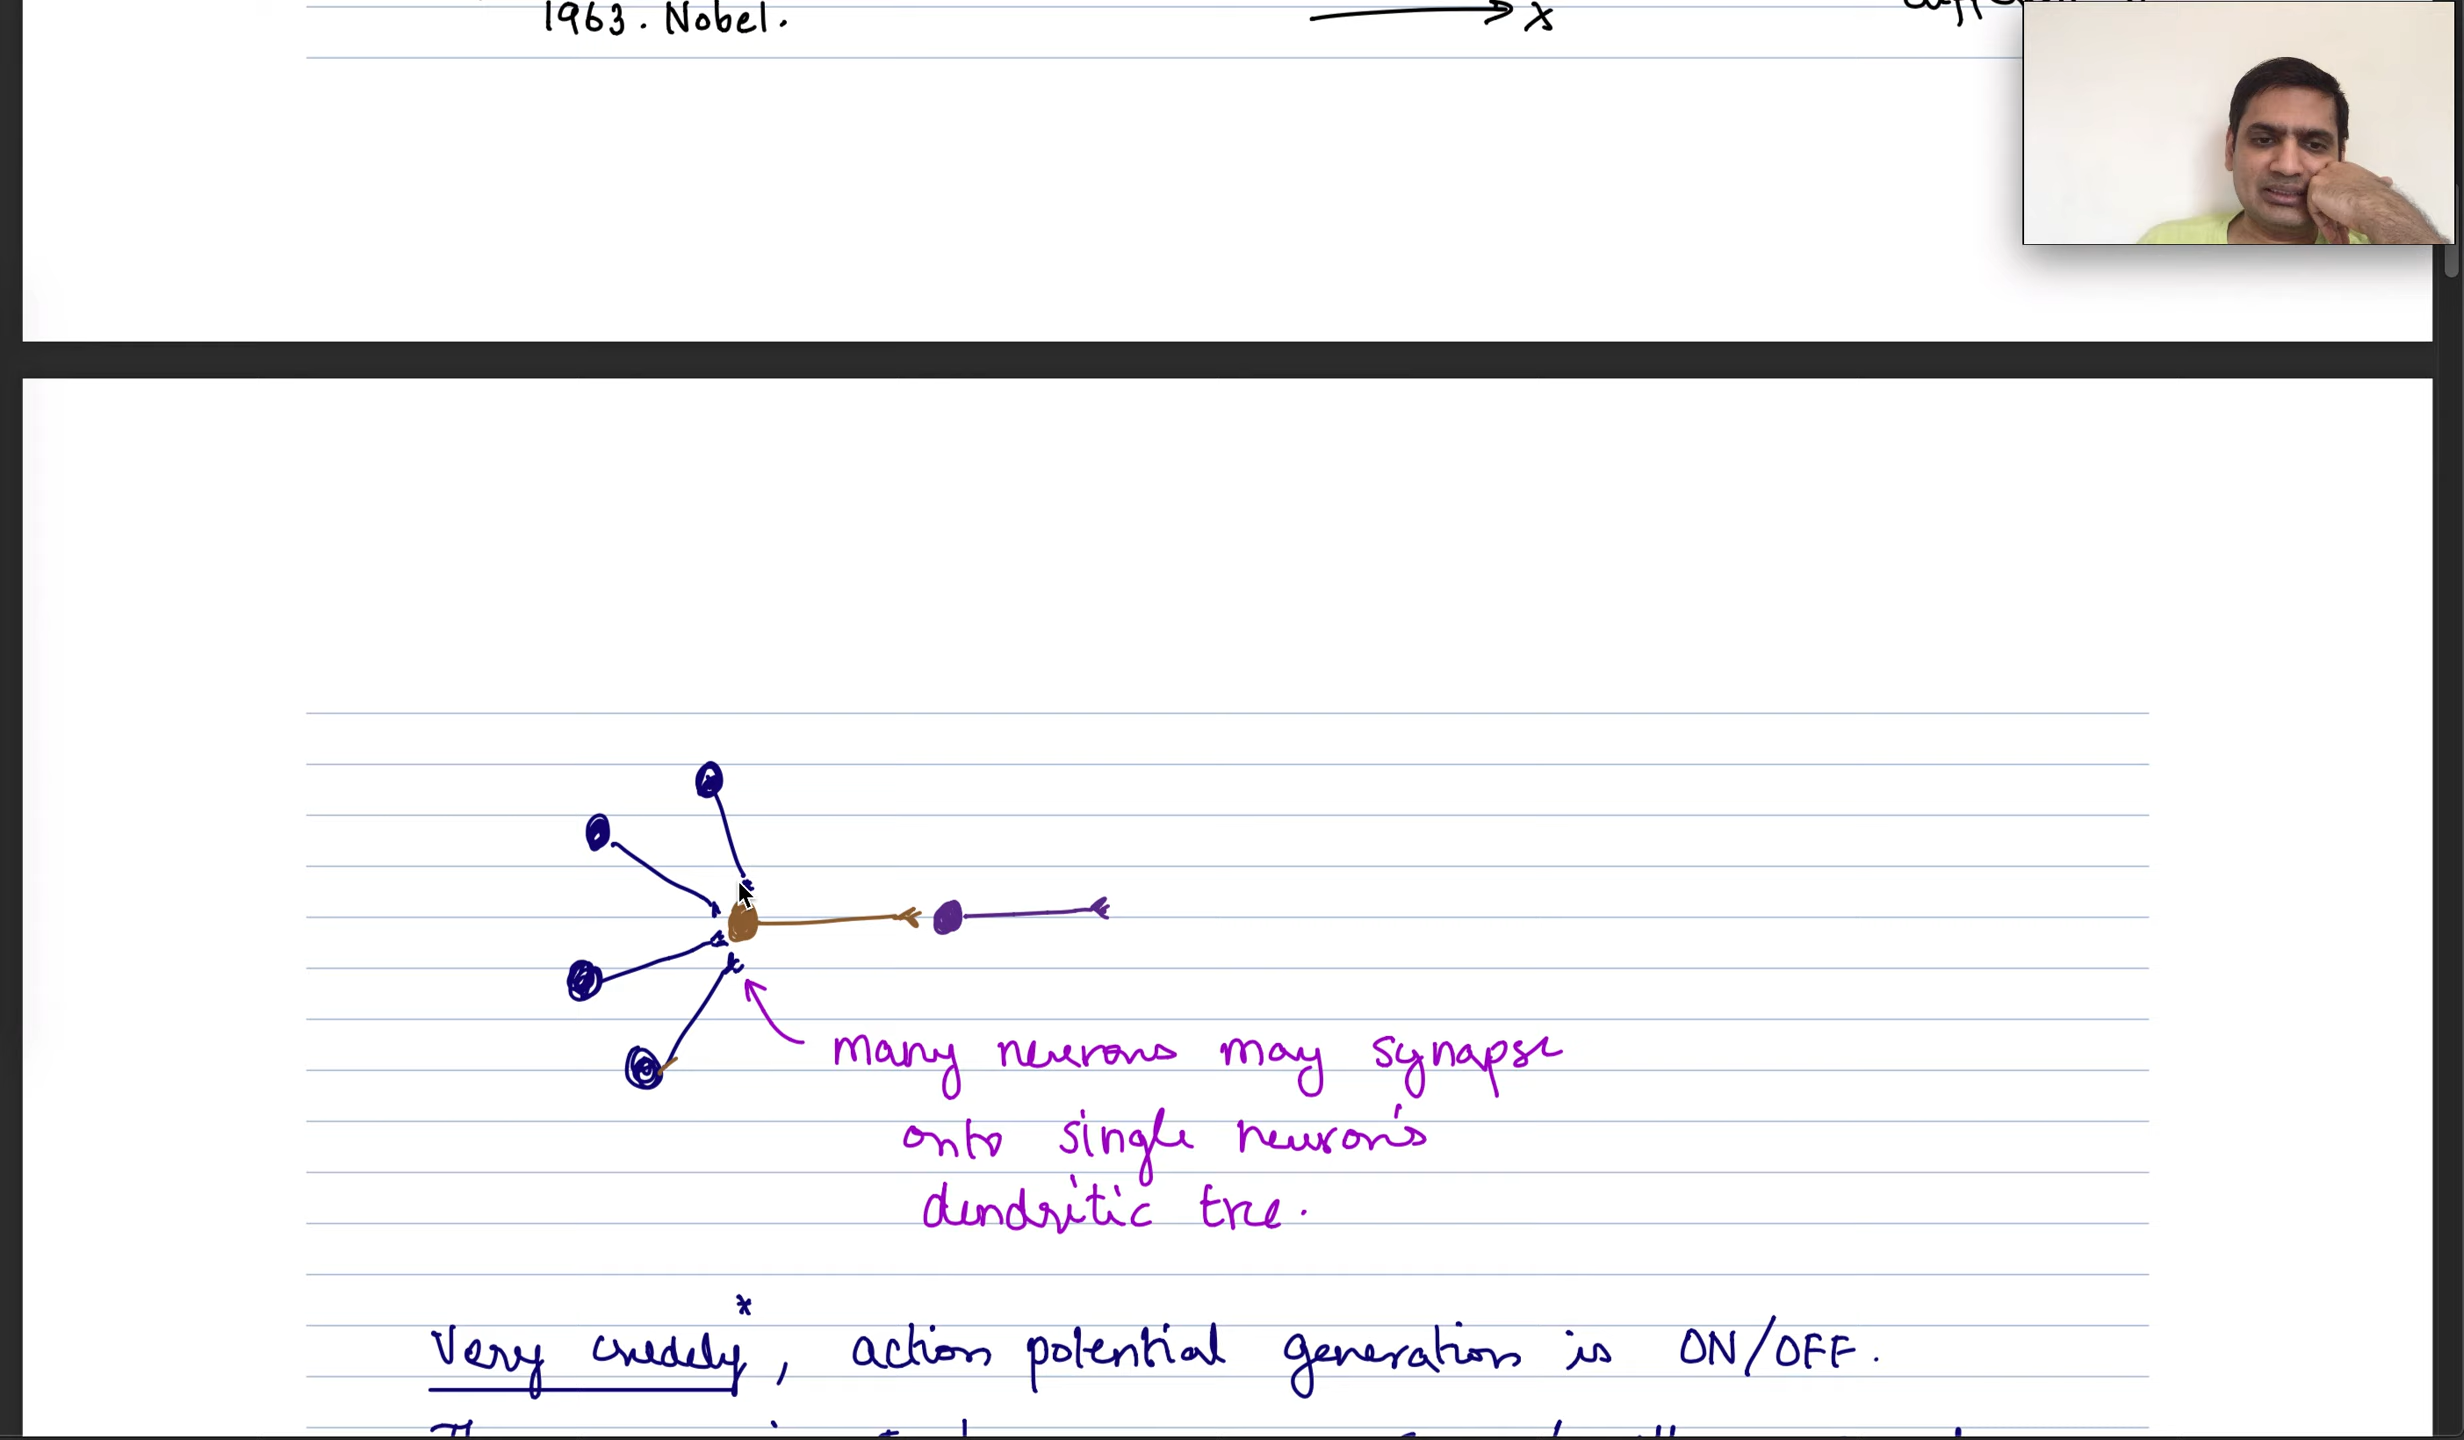 1963. Nobel.
x
many neurons may synapse
onto single neuron's
dendritic tree.
Very crudely*, action potential generation is ON/OFF.